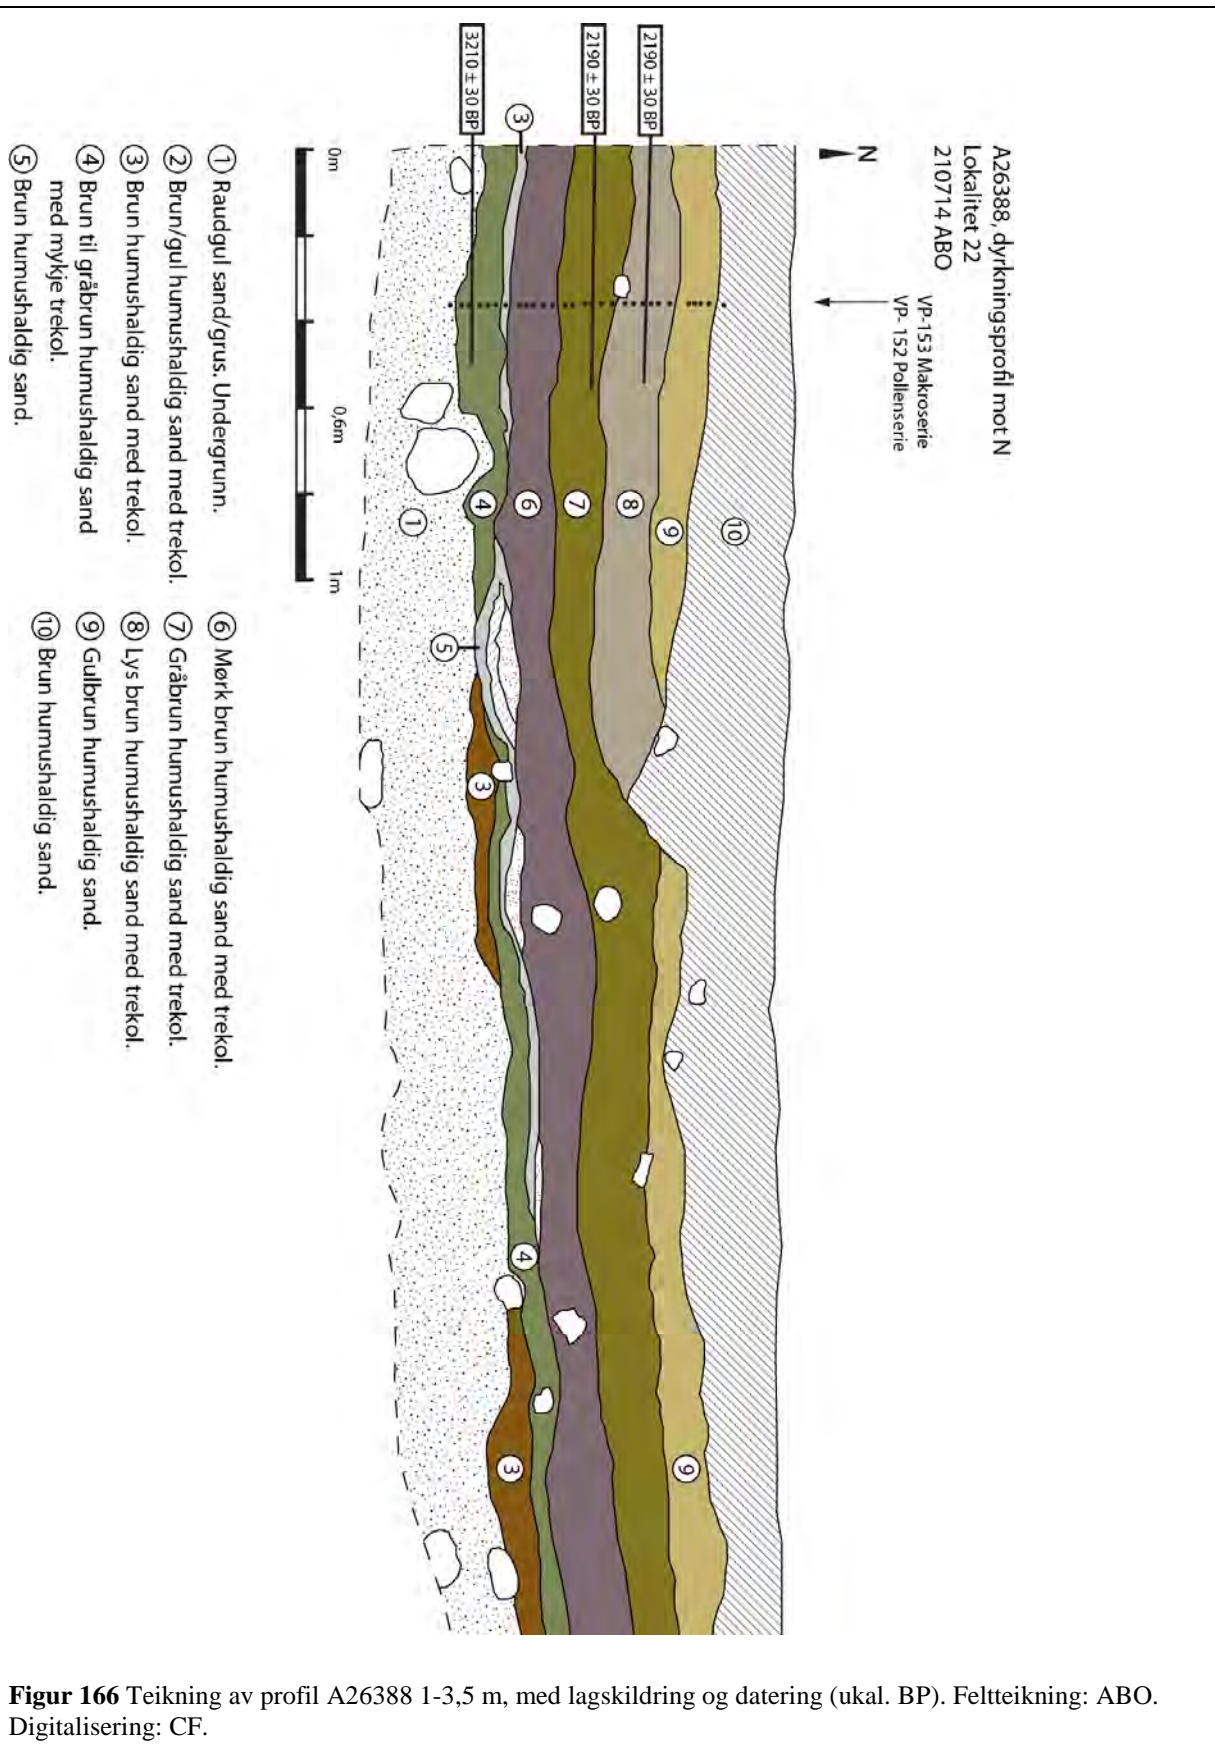 A26388, dyrkningsprofil mot N
Lokalitet 22
210714 ABO
VP-153 Makroserie
VP- 152 Pollenserie
N
2190 ± 30 BP
2190 ± 30 BP
3210 ± 30 BP
3
10
9
8
7
6
4
1
5
3
4
9
3
0m
0,6m
1m
1 Raudgul sand/grus. Undergrunn.
2 Brun/gul humushaldig sand med trekol.
3 Brun humushaldig sand med trekol.
4 Brun til gråbrun humushaldig sand
med mykje trekol.
5 Brun humushaldig sand.
6 Mørk brun humushaldig sand med trekol.
7 Gråbrun humushaldig sand med trekol.
8 Lys brun humushaldig sand med trekol.
9 Gulbrun humushaldig sand.
10 Brun humushaldig sand.
Figur 166 Teikning av profil A26388 1-3,5 m, med lagskildring og datering (ukal. BP). Feltteikning: ABO.
Digitalisering: CF.